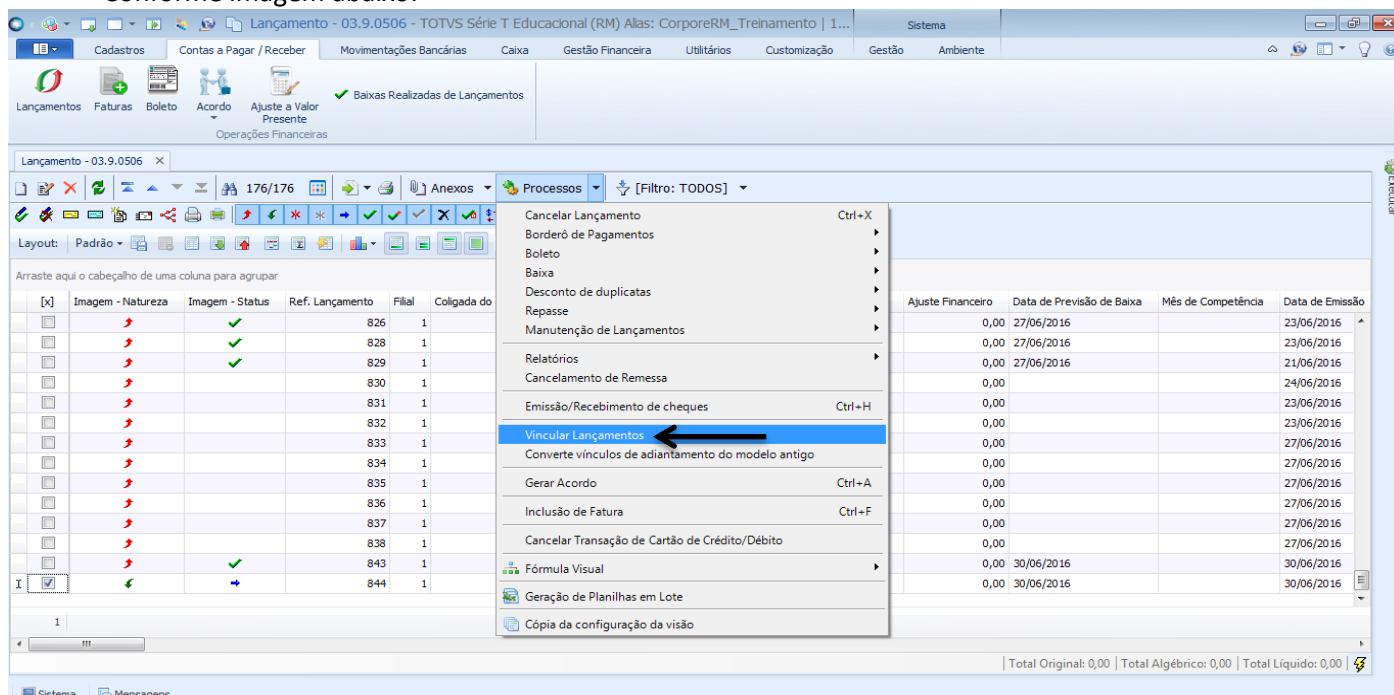 Conforme imagem abaixo:
Lançamento - 03.9.0506 - TOTVS Série T Educacional (RM) Alias: CorporeRM_Treinamento | 1...
Sistema
Cadastros Contas a Pagar / Receber Movimentações Bancárias Caixa Gestão Financeira Utilitários Customização Gestão Ambiente
Lançamentos Faturas Boleto Acordo Ajuste a Valor Presente
Baixas Realizadas de Lançamentos
Operações Financeiras
Lançamento - 03.9.0506
176/176 Anexos Processos [Filtro: TODOS]
Layout: Padrão
Arraste aqui o cabeçalho de uma coluna para agrupar
[x] Imagem - Natureza Imagem - Status Ref. Lançamento Filial Coligada do Ajuste Financeiro Data de Previsão de Baixa Mês de Competência Data de Emissão
826 1 0,00 27/06/2016 23/06/2016
828 1 0,00 27/06/2016 23/06/2016
829 1 0,00 27/06/2016 21/06/2016
830 1 0,00 24/06/2016
831 1 0,00 23/06/2016
832 1 0,00 23/06/2016
833 1 0,00 27/06/2016
834 1 0,00 27/06/2016
835 1 0,00 27/06/2016
836 1 0,00 27/06/2016
837 1 0,00 27/06/2016
838 1 0,00 27/06/2016
843 1 0,00 30/06/2016 30/06/2016
844 1 0,00 30/06/2016 30/06/2016
1
Cancelar Lançamento Ctrl+X
Borderô de Pagamentos
Boleto
Baixa
Desconto de duplicatas
Repasse
Manutenção de Lançamentos
Relatórios
Cancelamento de Remessa
Emissão/Recebimento de cheques Ctrl+H
Vincular Lançamentos
Converte vínculos de adiantamento do modelo antigo
Gerar Acordo Ctrl+A
Inclusão de Fatura Ctrl+F
Cancelar Transação de Cartão de Crédito/Débito
Fórmula Visual
Geração de Planilhas em Lote
Cópia da configuração da visão
Total Original: 0,00 | Total Algébrico: 0,00 | Total Líquido: 0,00
Sistema Mensagens